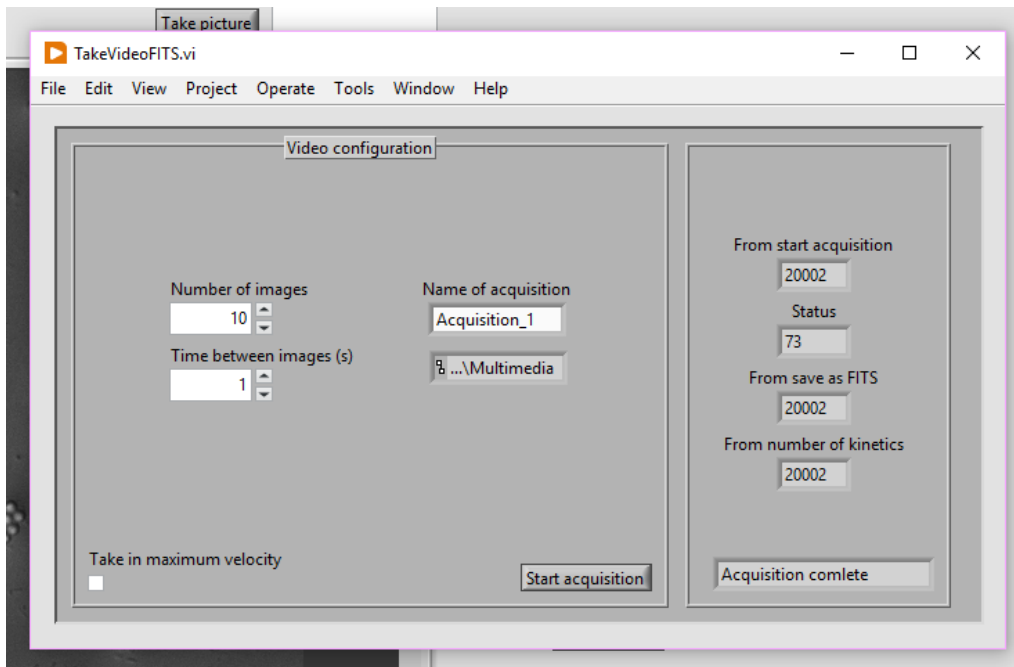 Take picture
TakeVideoFITS.vi
File Edit View Project Operate Tools Window Help
Video configuration
Number of images
10
Time between images (s)
1
Name of acquisition
Acquisition_1
...\Multimedia
Take in maximum velocity
Start acquisition
From start acquisition
20002
Status
73
From save as FITS
20002
From number of kinetics
20002
Acquisition comlete